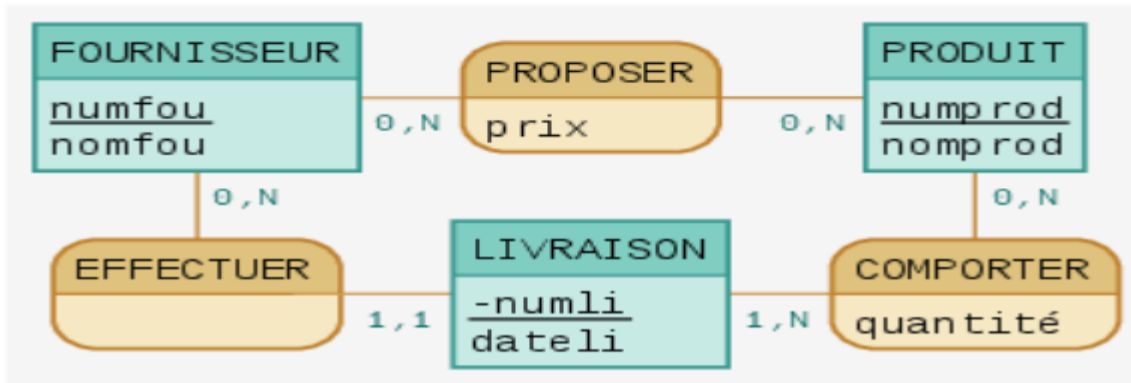 FOURNISSEUR
numfou
nomfou
0,N
PROPOSER
prix
0,N
PRODUIT
numprod
nomprod
0,N
0,N
EFFECTUER
1,1
LIVRAISON
-numli
dateli
1,N
COMPORTER
quantité